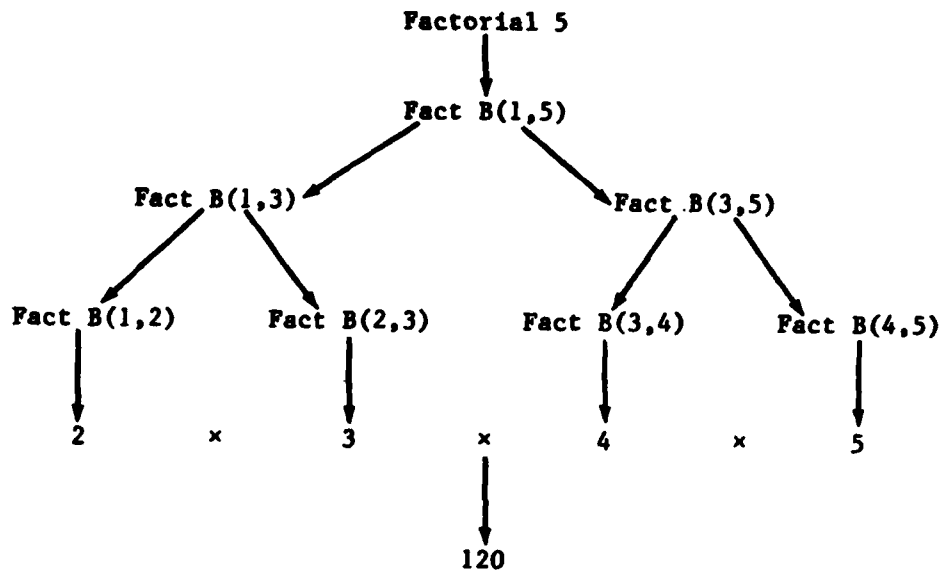 Factorial 5
Fact B(1,5)
Fact B(1,3) Fact B(3,5)
Fact B(1,2) Fact B(2,3) Fact B(3,4) Fact B(4,5)
2 × 3 × 4 × 5
120